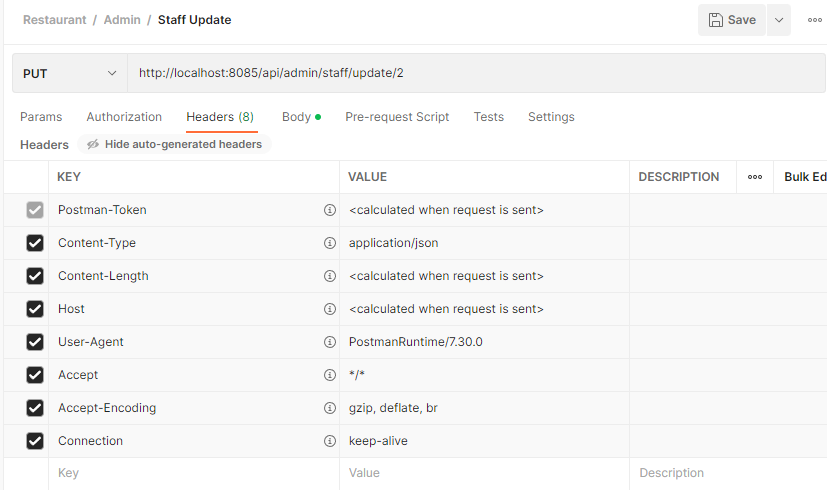 Restaurant / Admin / Staff Update Save
PUT http://localhost:8085/api/admin/staff/update/2
Params Authorization Headers (8) Body Pre-request Script Tests Settings
Headers Hide auto-generated headers
KEY VALUE DESCRIPTION Bulk Ed
Postman-Token <calculated when request is sent>
Content-Type application/json
Content-Length <calculated when request is sent>
Host <calculated when request is sent>
User-Agent PostmanRuntime/7.30.0
Accept */*
Accept-Encoding gzip, deflate, br
Connection keep-alive
Key Value Description